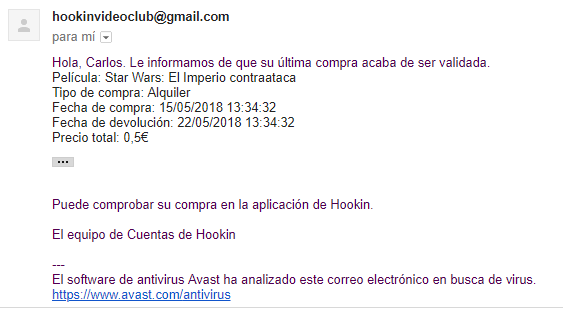 hookinvideoclub@gmail.com
para mí
Hola, Carlos. Le informamos de que su última compra acaba de ser validada.
Película: Star Wars: El Imperio contraataca
Tipo de compra: Alquiler
Fecha de compra: 15/05/2018 13:34:32
Fecha de devolución: 22/05/2018 13:34:32
Precio total: 0,5€
...
Puede comprobar su compra en la aplicación de Hookin.
El equipo de Cuentas de Hookin
---
El software de antivirus Avast ha analizado este correo electrónico en busca de virus.
https://www.avast.com/antivirus